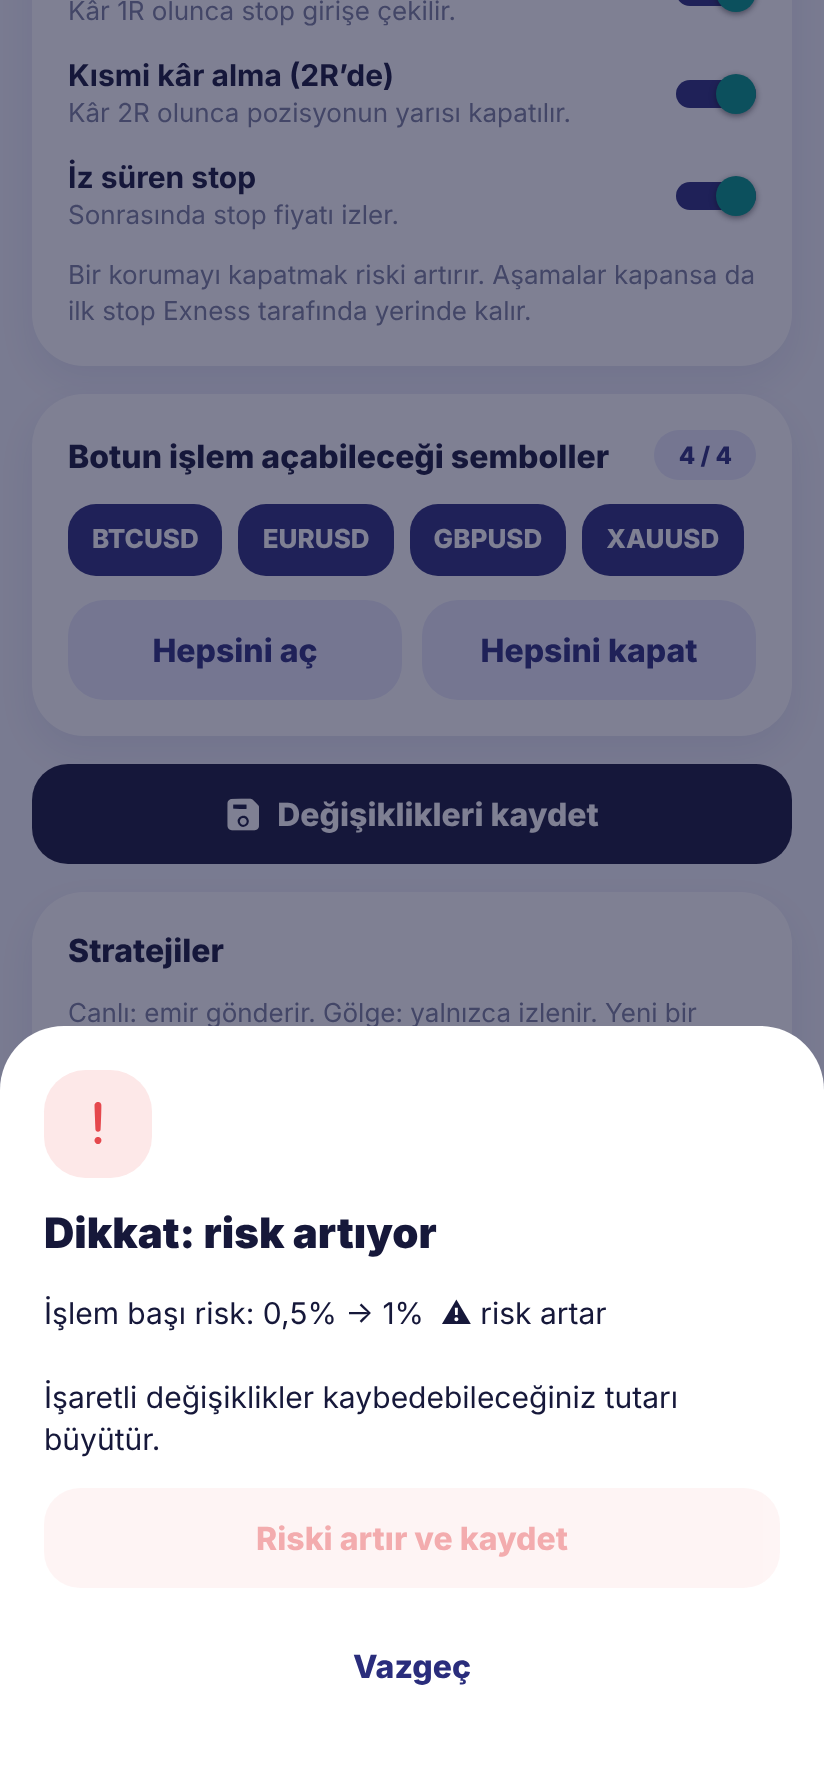 Kâr 1R olunca stop girişe çekilir.
Kısmi kâr alma (2R’de)
Kâr 2R olunca pozisyonun yarısı kapatılır.
İz süren stop
Sonrasında stop fiyatı izler.
Bir korumayı kapatmak riski artırır. Aşamalar kapansa da
ilk stop Exness tarafında yerinde kalır.
Botun işlem açabileceği semboller
4 / 4
BTCUSD EURUSD GBPUSD XAUUSD
Hepsini aç Hepsini kapat
Değişiklikleri kaydet
Stratejiler
Canlı: emir gönderir. Gölge: yalnızca izlenir. Yeni bir
!
Dikkat: risk artıyor
İşlem başı risk: 0,5% → 1% ⚠ risk artar
İşaretli değişiklikler kaybedebileceğiniz tutarı
büyütür.
Riski artır ve kaydet
Vazgeç